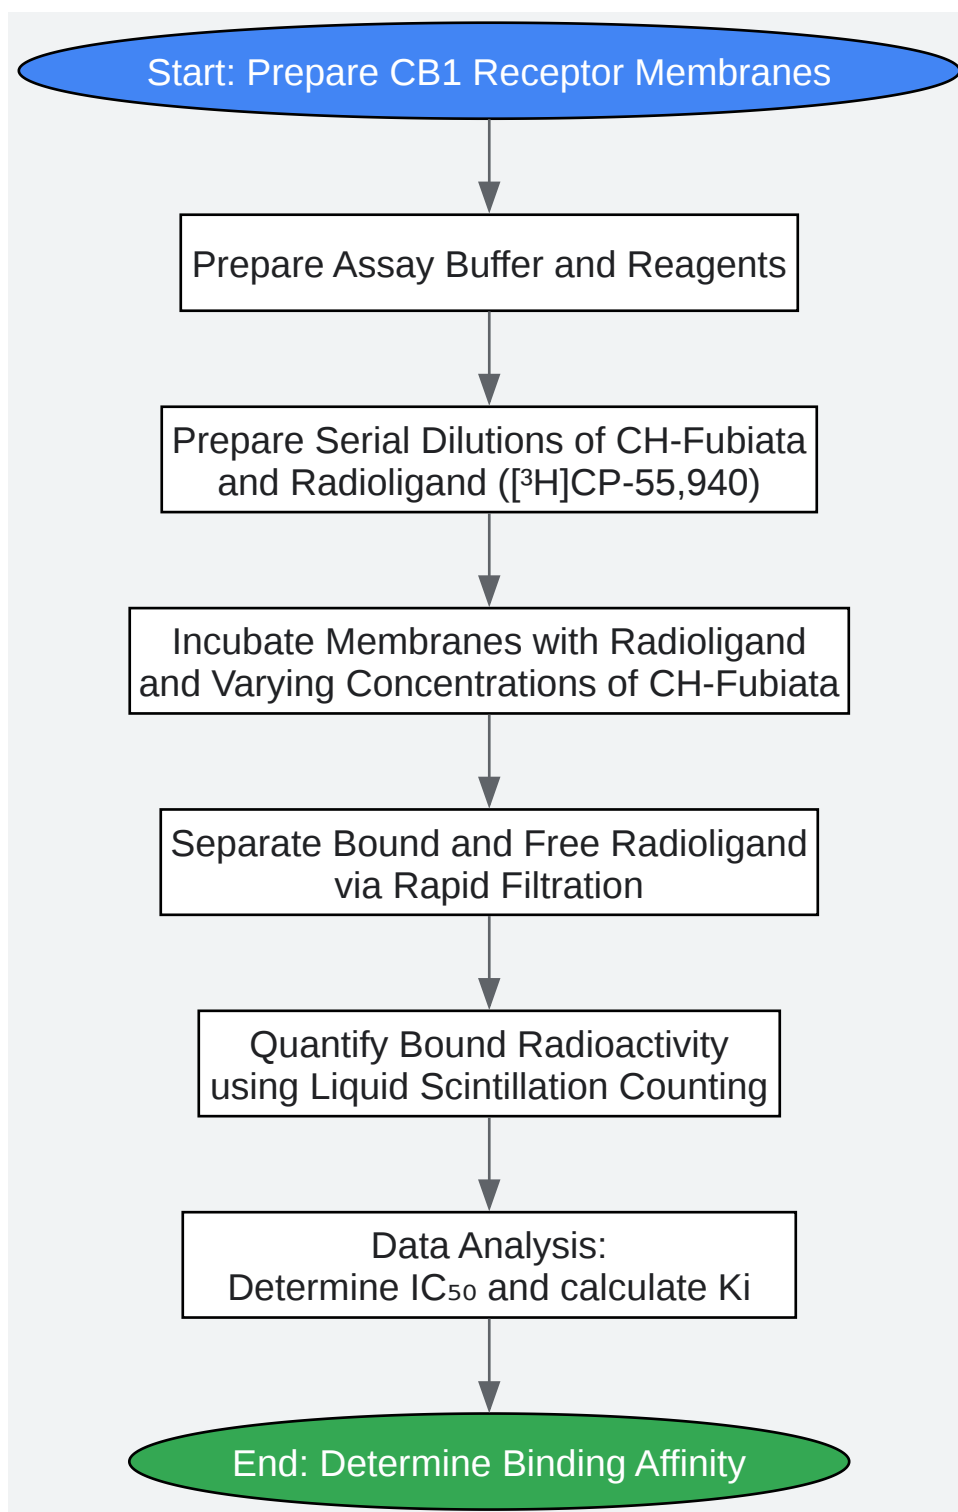 Start: Prepare CB1 Receptor Membranes
Prepare Assay Buffer and Reagents
Prepare Serial Dilutions of CH-Fubiata
and Radioligand ([³H]CP-55,940)
Incubate Membranes with Radioligand
and Varying Concentrations of CH-Fubiata
Separate Bound and Free Radioligand
via Rapid Filtration
Quantify Bound Radioactivity
using Liquid Scintillation Counting
Data Analysis:
Determine IC₅₀ and calculate Ki
End: Determine Binding Affinity